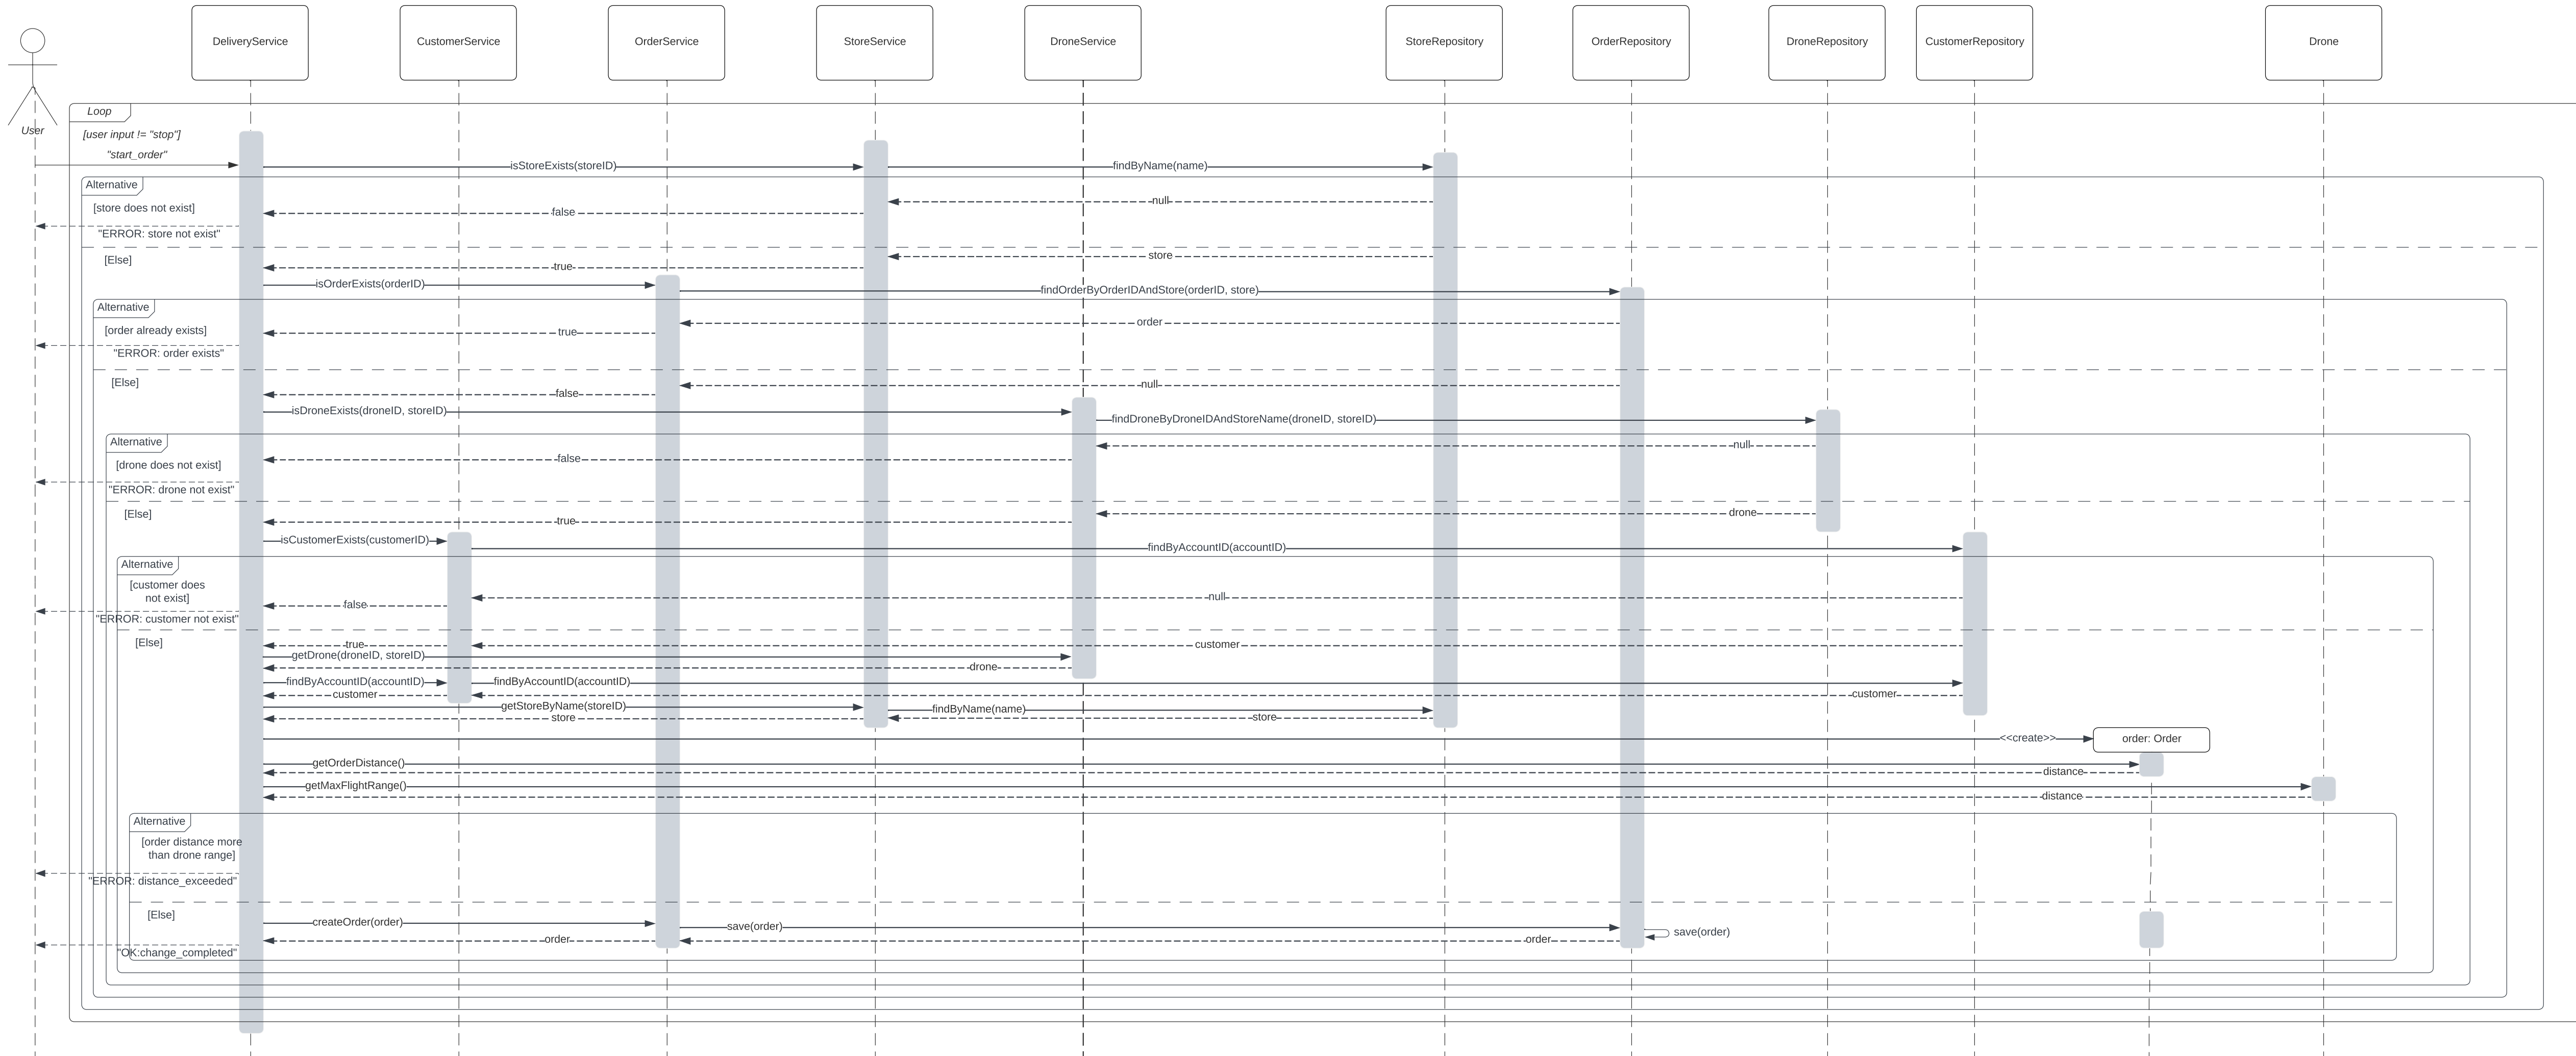 DeliveryService
CustomerService
OrderService
StoreService
DroneService
StoreRepository
OrderRepository
DroneRepository
CustomerRepository
Drone
User
Loop
[user input != "stop"]
"start_order"
isStoreExists(storeID)
findByName(name)
Alternative
[store does not exist]
null
false
"ERROR: store not exist"
[Else]
store
true
isOrderExists(orderID)
findOrderByOrderIDAndStore(orderID, store)
Alternative
[order already exists]
order
true
"ERROR: order exists"
[Else]
null
false
isDroneExists(droneID, storeID)
findDroneByDroneIDAndStoreName(droneID, storeID)
Alternative
null
[drone does not exist]
false
"ERROR: drone not exist"
[Else]
drone
true
isCustomerExists(customerID)
findByAccountID(accountID)
Alternative
[customer does
not exist]
null
false
"ERROR: customer not exist"
[Else]
true
customer
getDrone(droneID, storeID)
drone
findByAccountID(accountID)
findByAccountID(accountID)
customer
customer
getStoreByName(storeID)
findByName(name)
store
store
<<create>>
order: Order
getOrderDistance()
distance
getMaxFlightRange()
distance
Alternative
[order distance more
than drone range]
"ERROR: distance_exceeded"
[Else]
createOrder(order)
save(order)
save(order)
order
order
"OK:change_completed"